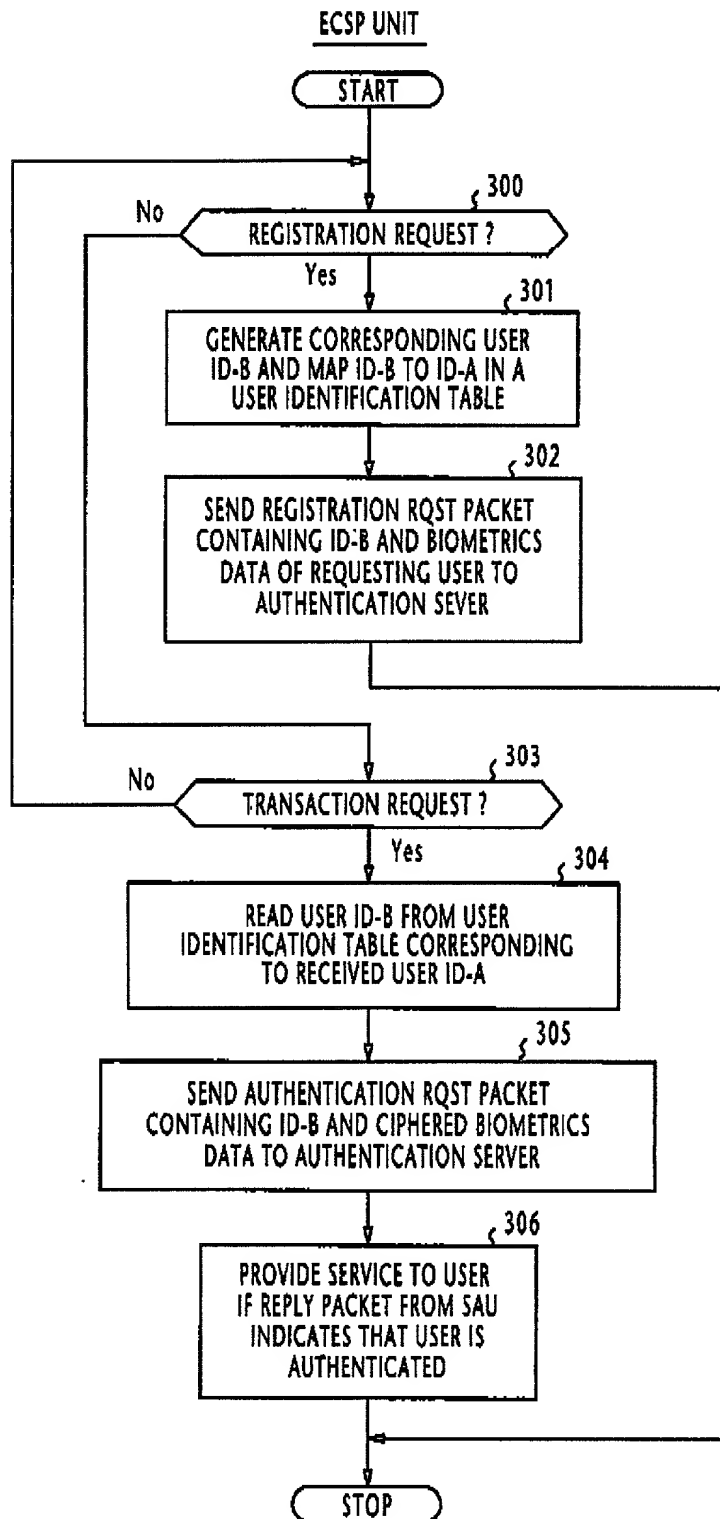 ECSP UNIT
START
300
No
REGISTRATION REQUEST ?
Yes
301
GENERATE CORRESPONDING USER
ID-B AND MAP ID-B TO ID-A IN A
USER IDENTIFICATION TABLE
302
SEND REGISTRATION RQST PACKET
CONTAINING ID-B AND BIOMETRICS
DATA OF REQUESTING USER TO
AUTHENTICATION SEVER
303
No
TRANSACTION REQUEST ?
Yes
304
READ USER ID-B FROM USER
IDENTIFICATION TABLE CORRESPONDING
TO RECEIVED USER ID-A
305
SEND AUTHENTICATION RQST PACKET
CONTAINING ID-B AND CIPHERED BIOMETRICS
DATA TO AUTHENTICATION SERVER
306
PROVIDE SERVICE TO USER
IF REPLY PACKET FROM SAU
INDICATES THAT USER IS
AUTHENTICATED
STOP